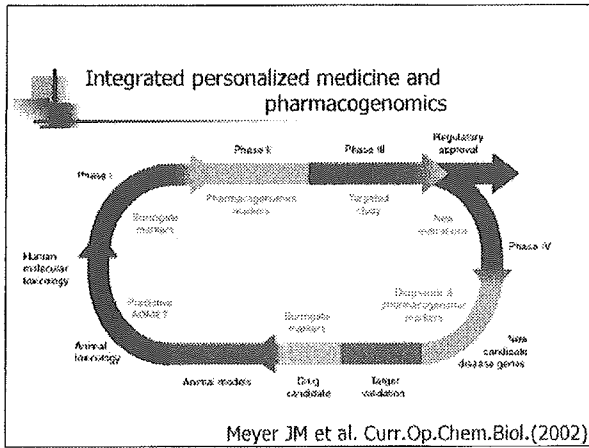 Integrated personalized medicine and
pharmacogenomics
Phase II
Phase III
Regulatory
approval
Phase I
Pharmacogenomics
markers
Targeted
study
Surrogate
markers
New
indications
Phase IV
Human
molecular
toxicology
Predictive
ADMET
Surrogate
markers
Diagnostic &
pharmacogenomic
markers
Animal
toxicology
New
candidate
disease genes
Animal models
Drug
candidate
Target
validation
Meyer JM et al. Curr.Op.Chem.Biol.(2002)